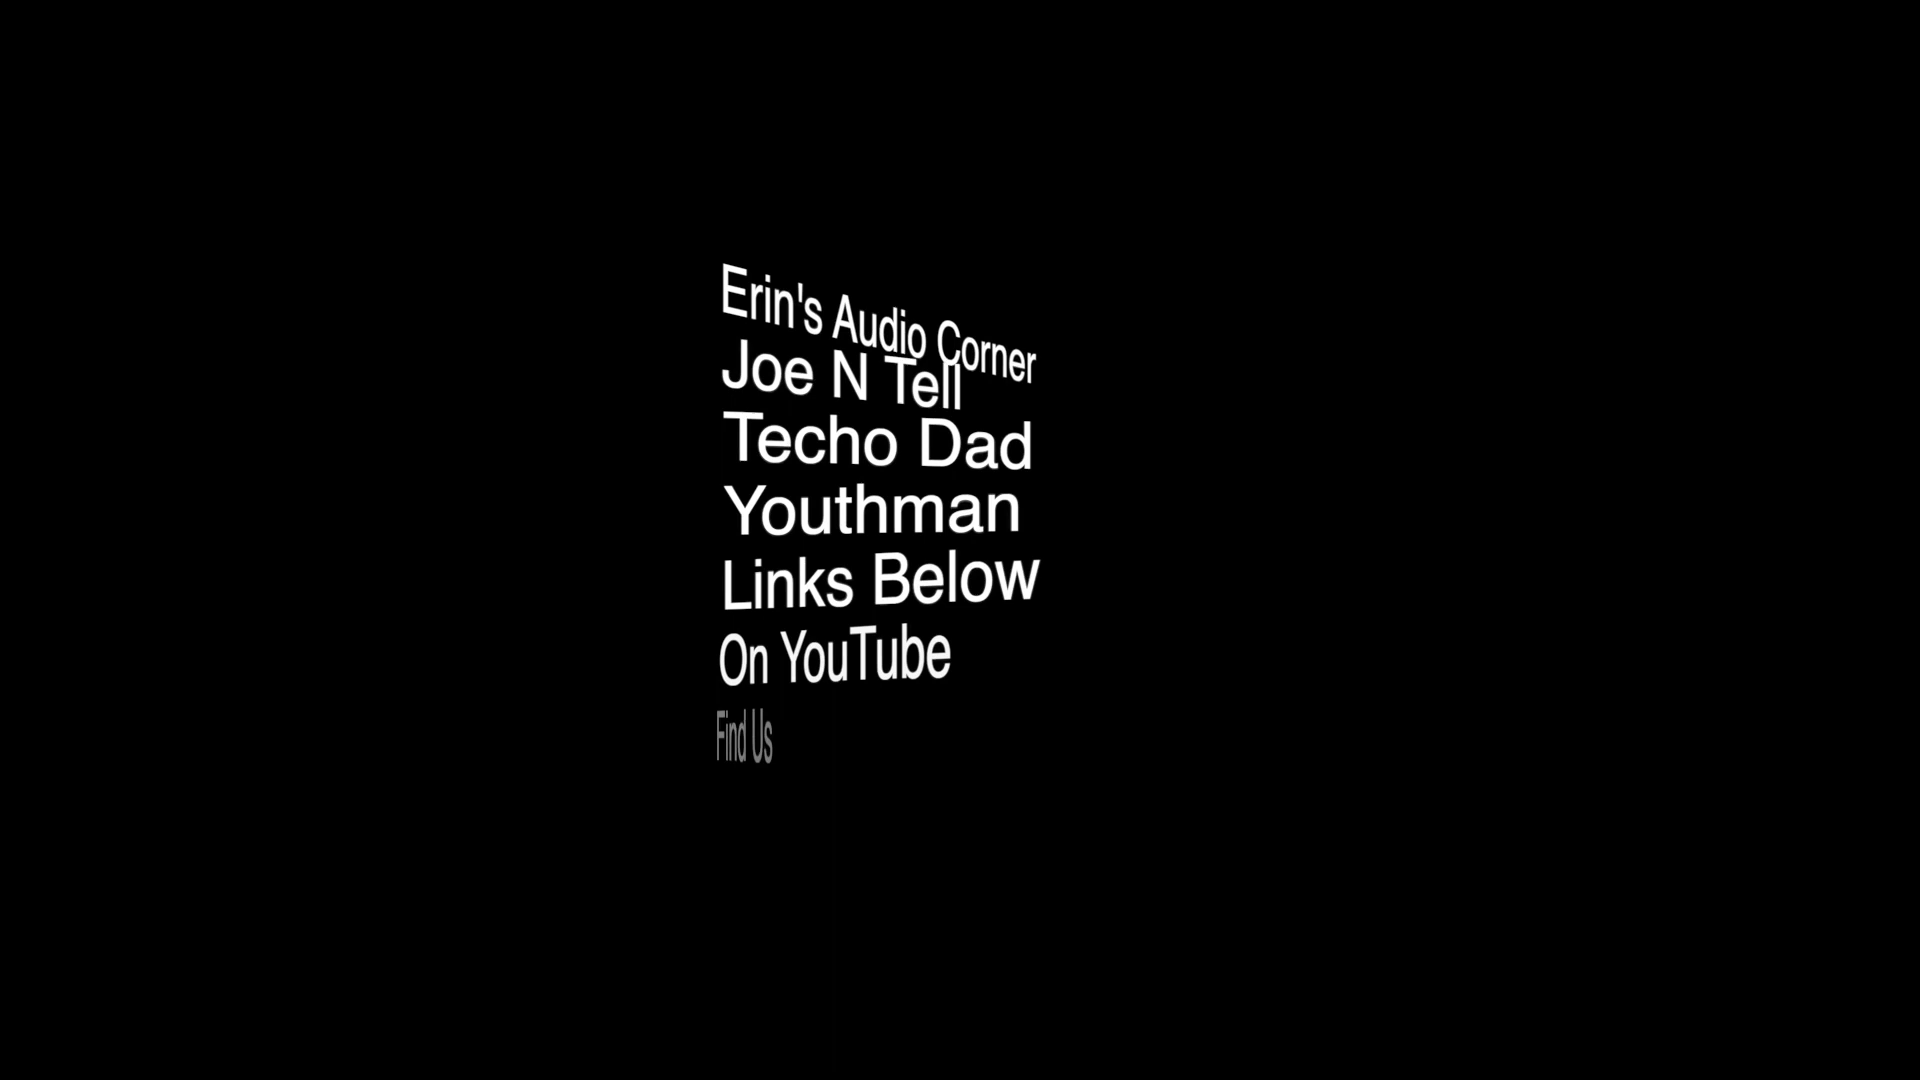 Erin's Audio Corner
Joe N Tell
Techo Dad
Youthman
Links Below
On YouTube
Find Us